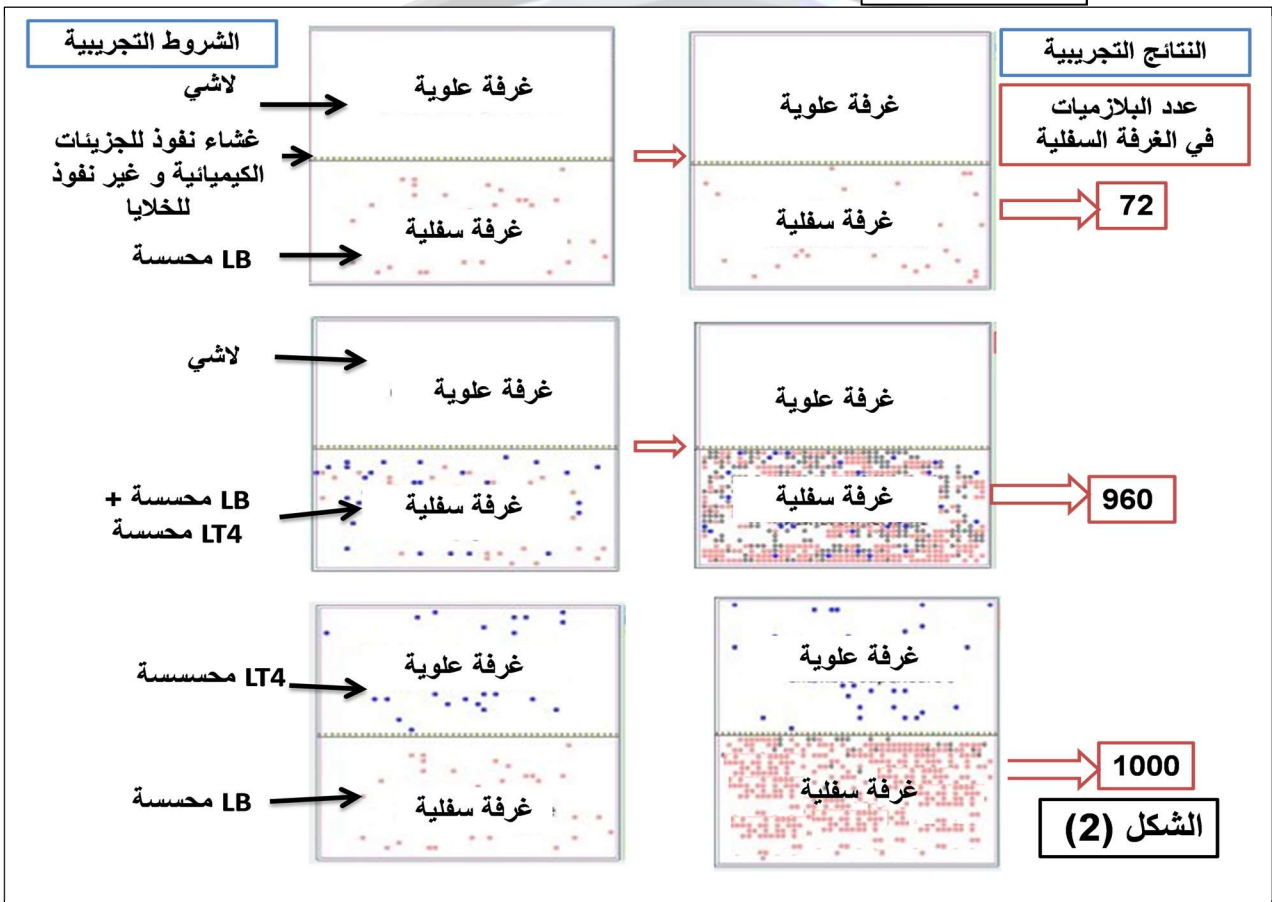 الشروط التجريبية
النتائج التجريبية
لاشي
غرفة علوية
غرفة علوية
عدد البلازميات
في الغرفة السفلية
غشاء نفوذ للجزيئات
الكيميائية و غير نفوذ
للخلايا
غرفة سفلية
غرفة سفلية
72
LB محسسة
لاشي
غرفة علوية
غرفة علوية
LB محسسة +
LT4 محسسة
غرفة سفلية
غرفة سفلية
960
LT4 محسسسة
غرفة علوية
غرفة علوية
LB محسسة
غرفة سفلية
غرفة سفلية
1000
الشكل (2)